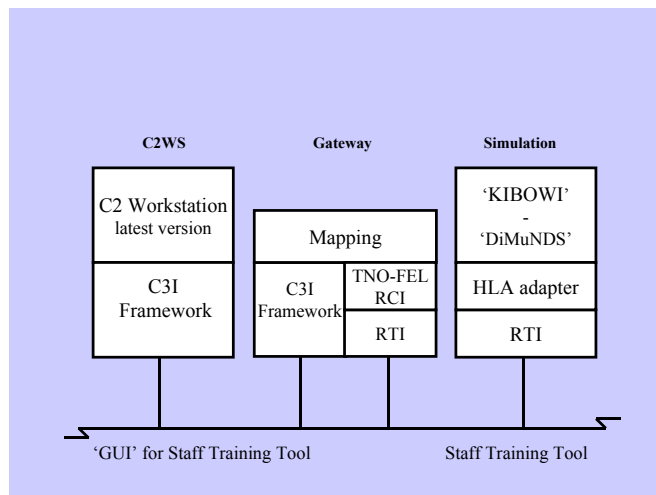 C2WS
Gateway
Simulation
C2 Workstation
latest version
C3I
Framework
Mapping
C3I
Framework
TNO-FEL
RCI
RTI
‘KIBOWI’
-
‘DiMuNDS’
HLA adapter
RTI
‘GUI’ for Staff Training Tool
Staff Training Tool